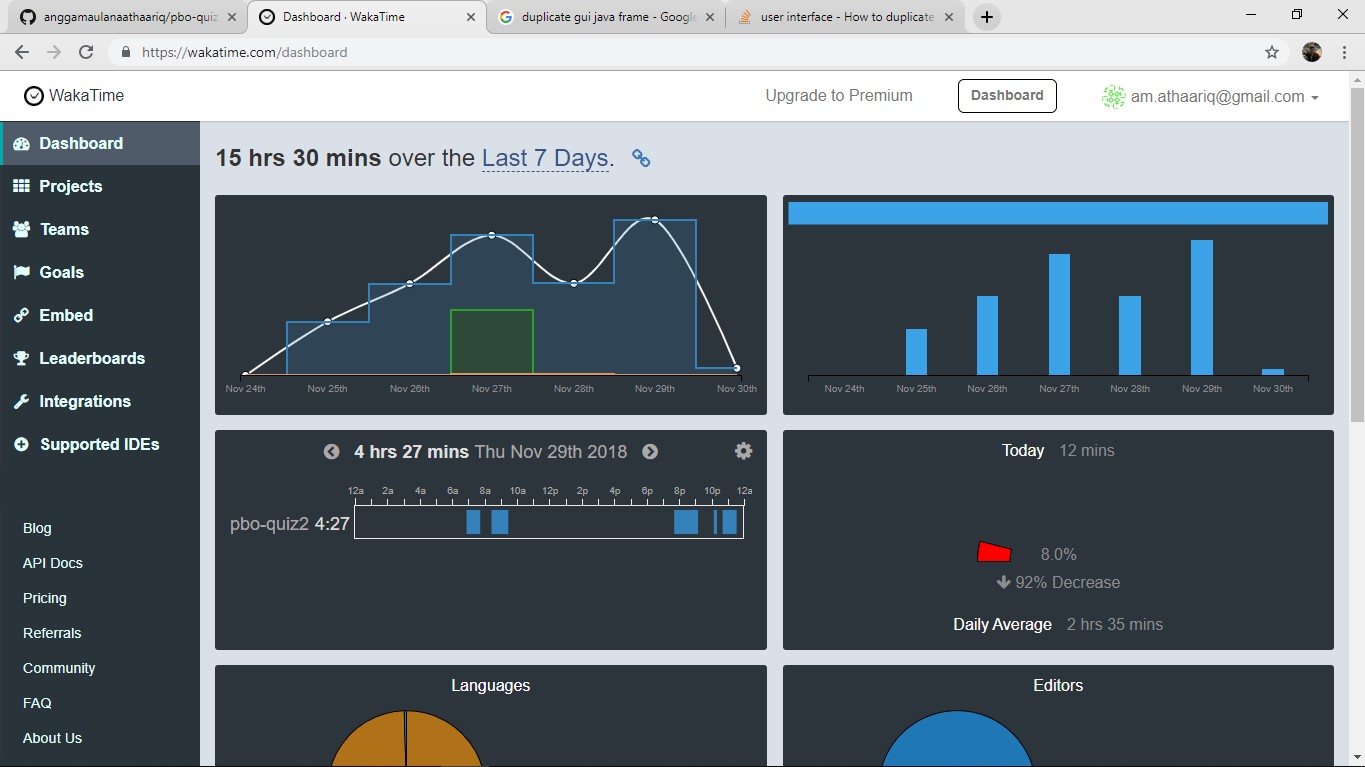 anggamaulanaathaariq/pbo-quiz
Dashboard · WakaTime
duplicate gui java frame - Google
user interface - How to duplicate
https://wakatime.com/dashboard
WakaTime
Upgrade to Premium
Dashboard
am.athaariq@gmail.com
Dashboard
Projects
Teams
Goals
Embed
Leaderboards
Integrations
Supported IDEs
Blog
API Docs
Pricing
Referrals
Community
FAQ
About Us
15 hrs 30 mins over the Last 7 Days.
Nov 24th Nov 25th Nov 26th Nov 27th Nov 28th Nov 29th Nov 30th
Nov 24th Nov 25th Nov 26th Nov 27th Nov 28th Nov 29th Nov 30th
4 hrs 27 mins Thu Nov 29th 2018
12a 2a 4a 6a 8a 10a 12p 2p 4p 6p 8p 10p 12a
pbo-quiz2 4:27
Today 12 mins
8.0%
92% Decrease
Daily Average 2 hrs 35 mins
Languages
Editors